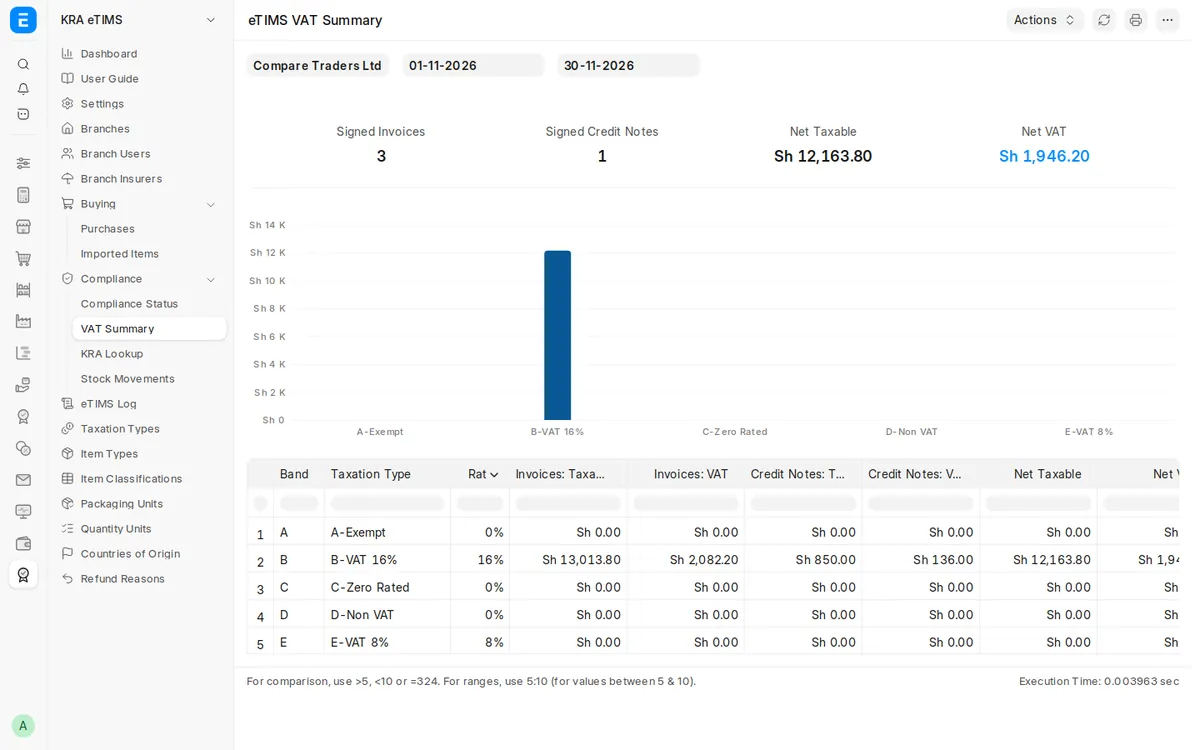 E
KRA eTIMS
eTIMS VAT Summary
Actions
Dashboard
User Guide
Settings
Branches
Branch Users
Branch Insurers
Buying
Purchases
Imported Items
Compliance
Compliance Status
VAT Summary
KRA Lookup
Stock Movements
eTIMS Log
Taxation Types
Item Types
Item Classifications
Packaging Units
Quantity Units
Countries of Origin
Refund Reasons
A
Compare Traders Ltd 01-11-2026 30-11-2026
Signed Invoices Signed Credit Notes Net Taxable Net VAT
3 1 Sh 12,163.80 Sh 1,946.20
Sh 14 K
Sh 12 K
Sh 10 K
Sh 8 K
Sh 6 K
Sh 4 K
Sh 2 K
Sh 0
A-Exempt B-VAT 16% C-Zero Rated D-Non VAT E-VAT 8%
Band Taxation Type Rat Invoices: Taxa... Invoices: VAT Credit Notes: T... Credit Notes: V... Net Taxable Net V
1 A A-Exempt 0% Sh 0.00 Sh 0.00 Sh 0.00 Sh 0.00 Sh 0.00 Sh
2 B B-VAT 16% 16% Sh 13,013.80 Sh 2,082.20 Sh 850.00 Sh 136.00 Sh 12,163.80 Sh 1,94
3 C C-Zero Rated 0% Sh 0.00 Sh 0.00 Sh 0.00 Sh 0.00 Sh 0.00 Sh
4 D D-Non VAT 0% Sh 0.00 Sh 0.00 Sh 0.00 Sh 0.00 Sh 0.00 Sh
5 E E-VAT 8% 8% Sh 0.00 Sh 0.00 Sh 0.00 Sh 0.00 Sh 0.00 Sh
For comparison, use >5, <10 or =324. For ranges, use 5:10 (for values between 5 & 10). Execution Time: 0.003963 sec